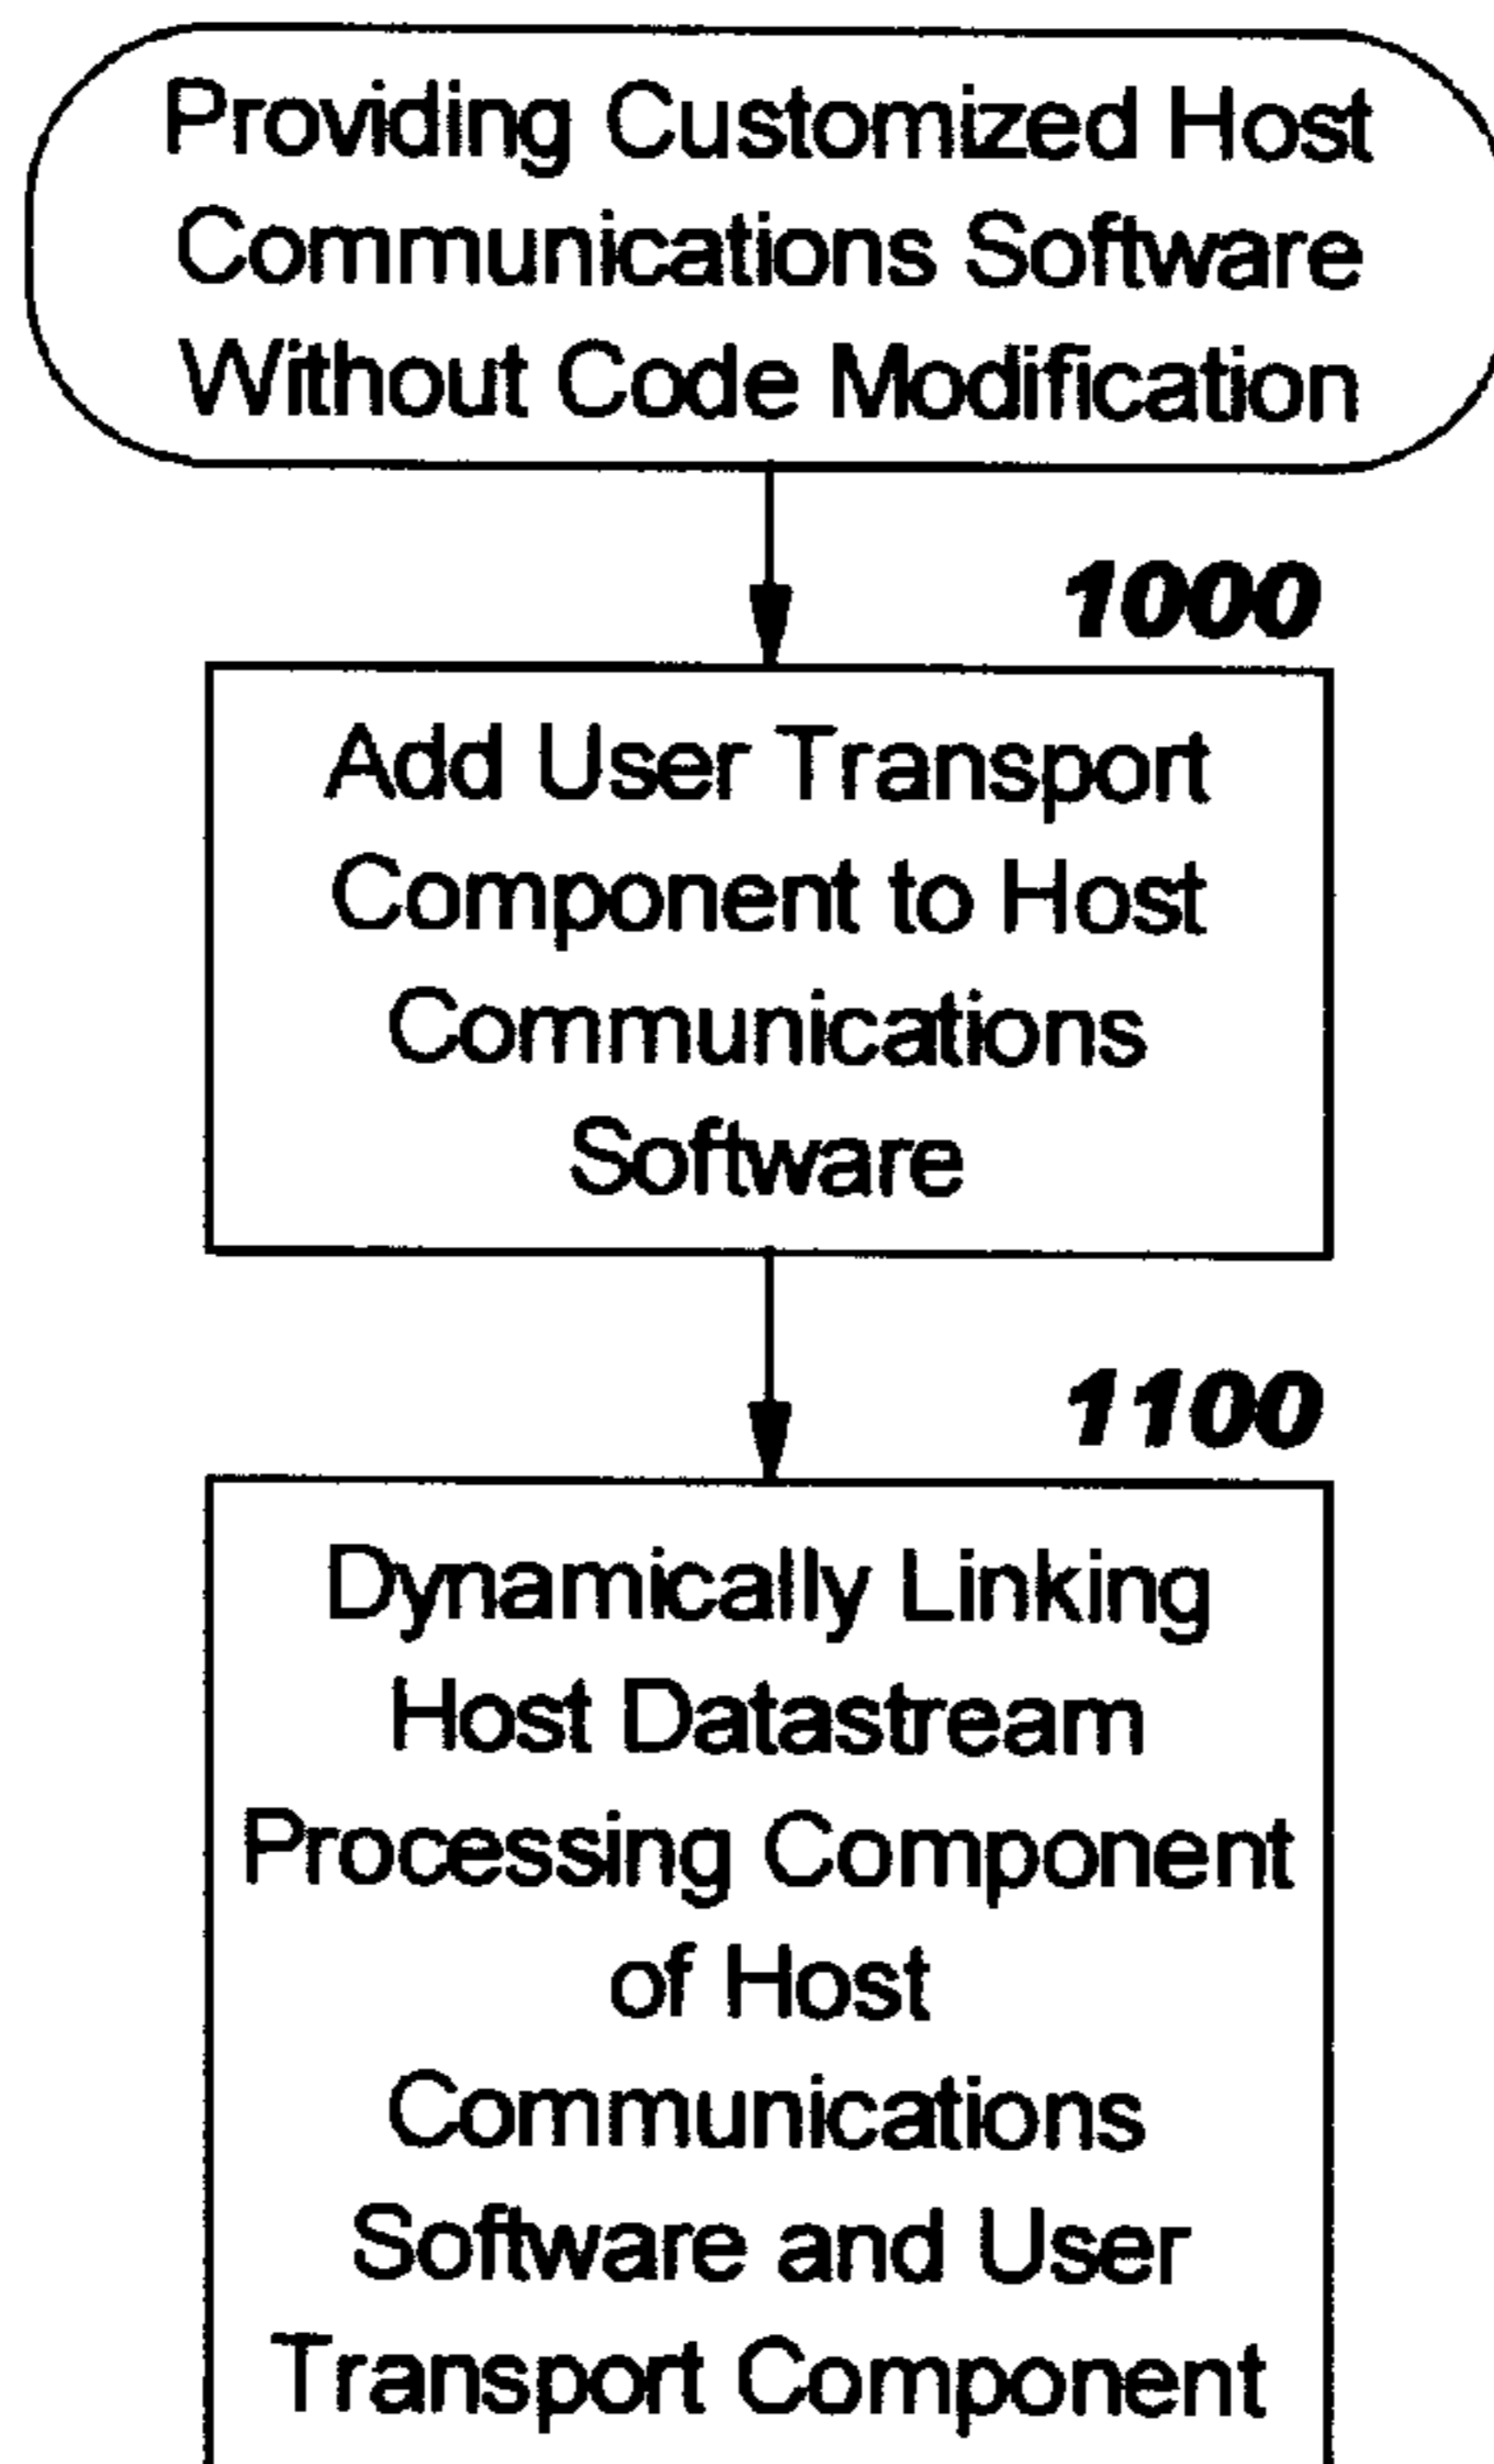 Providing Customized Host
Communications Software
Without Code Modification
1000
Add User Transport
Component to Host
Communications
Software
1100
Dynamically Linking
Host Datastream
Processing Component
of Host
Communications
Software and User
Transport Component